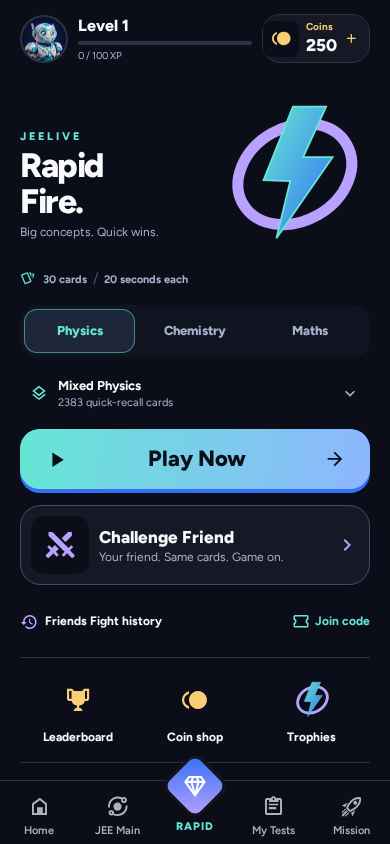 Level 1
0 / 100 XP
Coins
250 +
JEELIVE
Rapid
Fire.
Big concepts. Quick wins.
30 cards / 20 seconds each
Physics
Chemistry
Maths
Mixed Physics
2383 quick-recall cards
Play Now
Challenge Friend
Your friend. Same cards. Game on.
Friends Fight history
Join code
Leaderboard
Coin shop
Trophies
Home
JEE Main
RAPID
My Tests
Mission